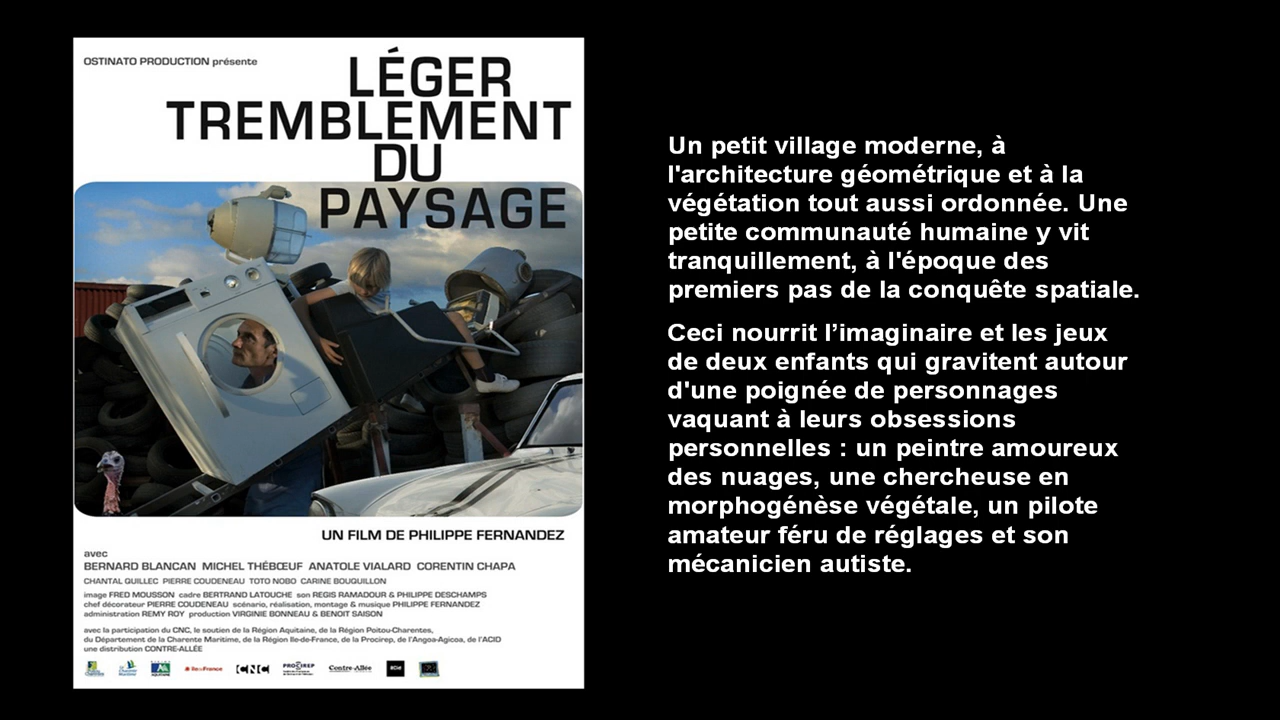 OSTINATO PRODUCTION présente
LÉGER
TREMBLEMENT
DU
PAYSAGE
UN FILM DE PHILIPPE FERNANDEZ
avec
BERNARD BLANCAN MICHEL THÉBŒUF ANATOLE VIALARD CORENTIN CHAPA
CHANTAL QUILLEC PIERRE COUDENEAU TOTO NOBO CARINE BOUQUILLON
image FRED MOUSSON cadre BERTRAND LATOUCHE son REGIS RAMADOUR & PHILIPPE DESCHAMPS
chef décorateur PIERRE COUDENEAU scénario, réalisation, montage & musique PHILIPPE FERNANDEZ
administration REMY ROY production VIRGINIE BONNEAU & BENOIT SAISON
avec la participation du CNC, le soutien de la Région Aquitaine, de la Région Poitou-Charentes,
du Département de la Charente Maritime, de la Région Ile-de-France, de la Procirep, de l'Angoa-Agicoa, de l'ACID
une distribution CONTRE-ALLÉE
iledeFrance CNC PROCIREP Contre-Allée
Un petit village moderne, à
l'architecture géométrique et à la
végétation tout aussi ordonnée. Une
petite communauté humaine y vit
tranquillement, à l'époque des
premiers pas de la conquête spatiale.
Ceci nourrit l’imaginaire et les jeux
de deux enfants qui gravitent autour
d'une poignée de personnages
vaquant à leurs obsessions
personnelles : un peintre amoureux
des nuages, une chercheuse en
morphogénèse végétale, un pilote
amateur féru de réglages et son
mécanicien autiste.